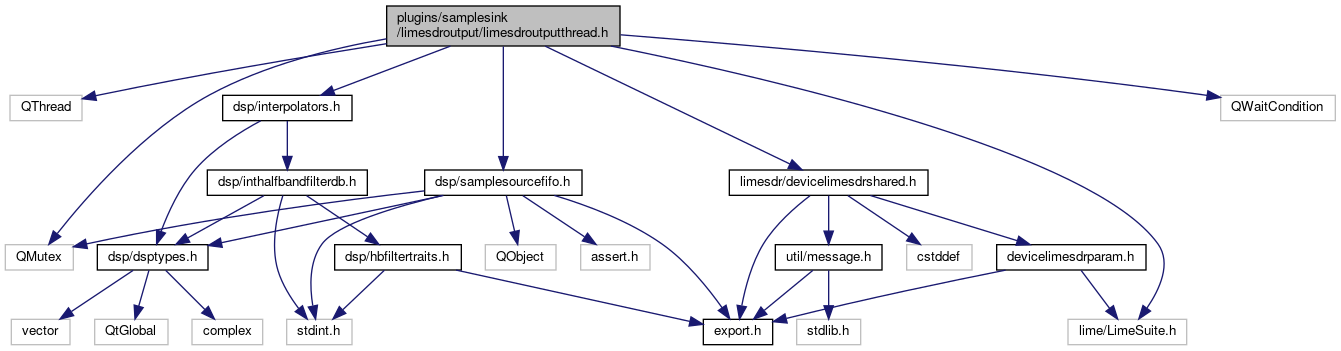 plugins/samplesink
/limesdroutput/limesdroutputthread.h
QThread
dsp/interpolators.h
QWaitCondition
dsp/inthalfbandfilterdb.h
dsp/samplesourcefifo.h
limesdr/devicelimesdrshared.h
QMutex
dsp/dsptypes.h
dsp/hbfiltertraits.h
QObject
assert.h
util/message.h
cstddef
devicelimesdrparam.h
vector
QtGlobal
complex
stdint.h
export.h
stdlib.h
lime/LimeSuite.h